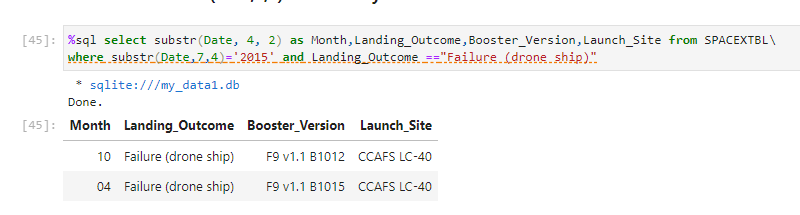 [45]: %sql select substr(Date, 4, 2) as Month,Landing_Outcome,Booster_Version,Launch_Site from SPACEXTBL\
where substr(Date,7,4)='2015' and Landing_Outcome =="Failure (drone ship)"
* sqlite:///my_data1.db
Done.
[45]: Month Landing_Outcome Booster_Version Launch_Site
10 Failure (drone ship) F9 v1.1 B1012 CCAFS LC-40
04 Failure (drone ship) F9 v1.1 B1015 CCAFS LC-40